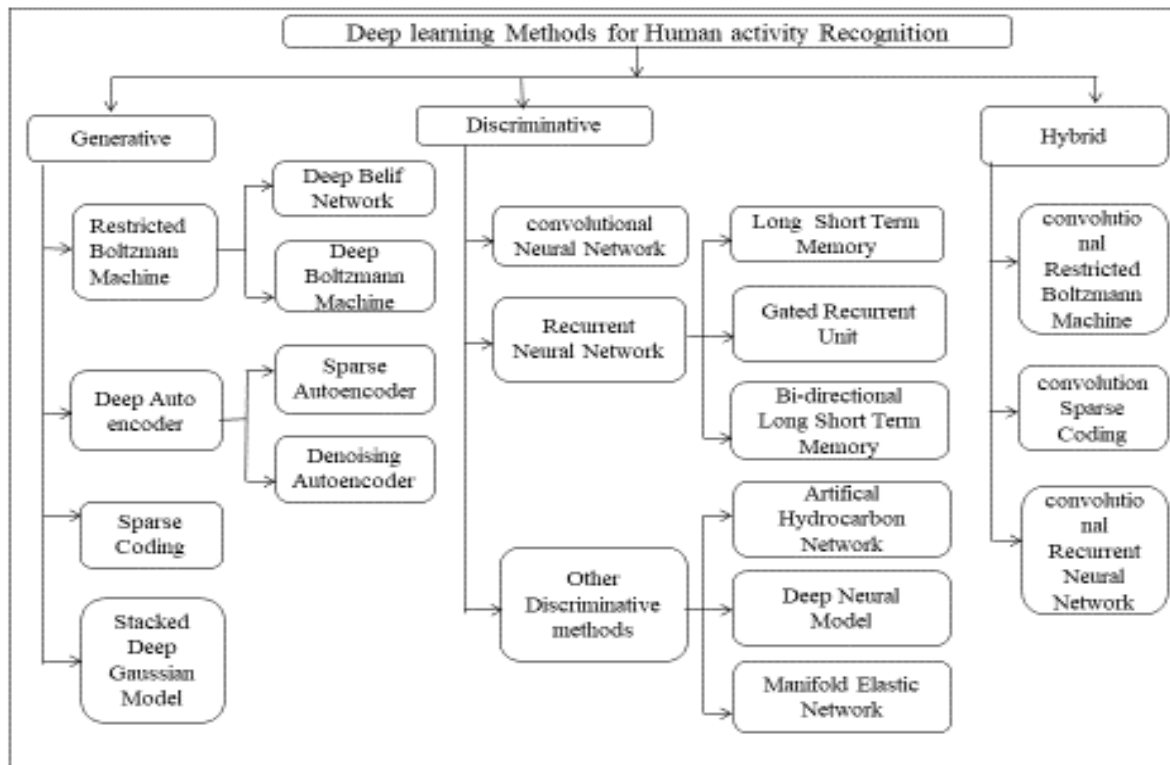 Deep learning Methods for Human activity Recognition
Generative
Discriminative
Hybrid
Restricted
Boltzman
Machine
Deep Belif
Network
Deep
Boltzmann
Machine
Deep Auto
encoder
Sparse
Autoencoder
Denoising
Autoencoder
Sparse
Coding
Stacked
Deep
Gaussian
Model
convolutional
Neural Network
Recurrent
Neural Network
Long Short Term
Memory
Gated Recurrent
Unit
Bi-directional
Long Short Term
Memory
Other
Discriminative
methods
Artifical
Hydrocarbon
Network
Deep Neural
Model
Manifold Elastic
Network
convolutio
nal
Restricted
Boltzmann
Machine
convolution
Sparse
Coding
convolutio
nal
Recurrent
Neural
Network